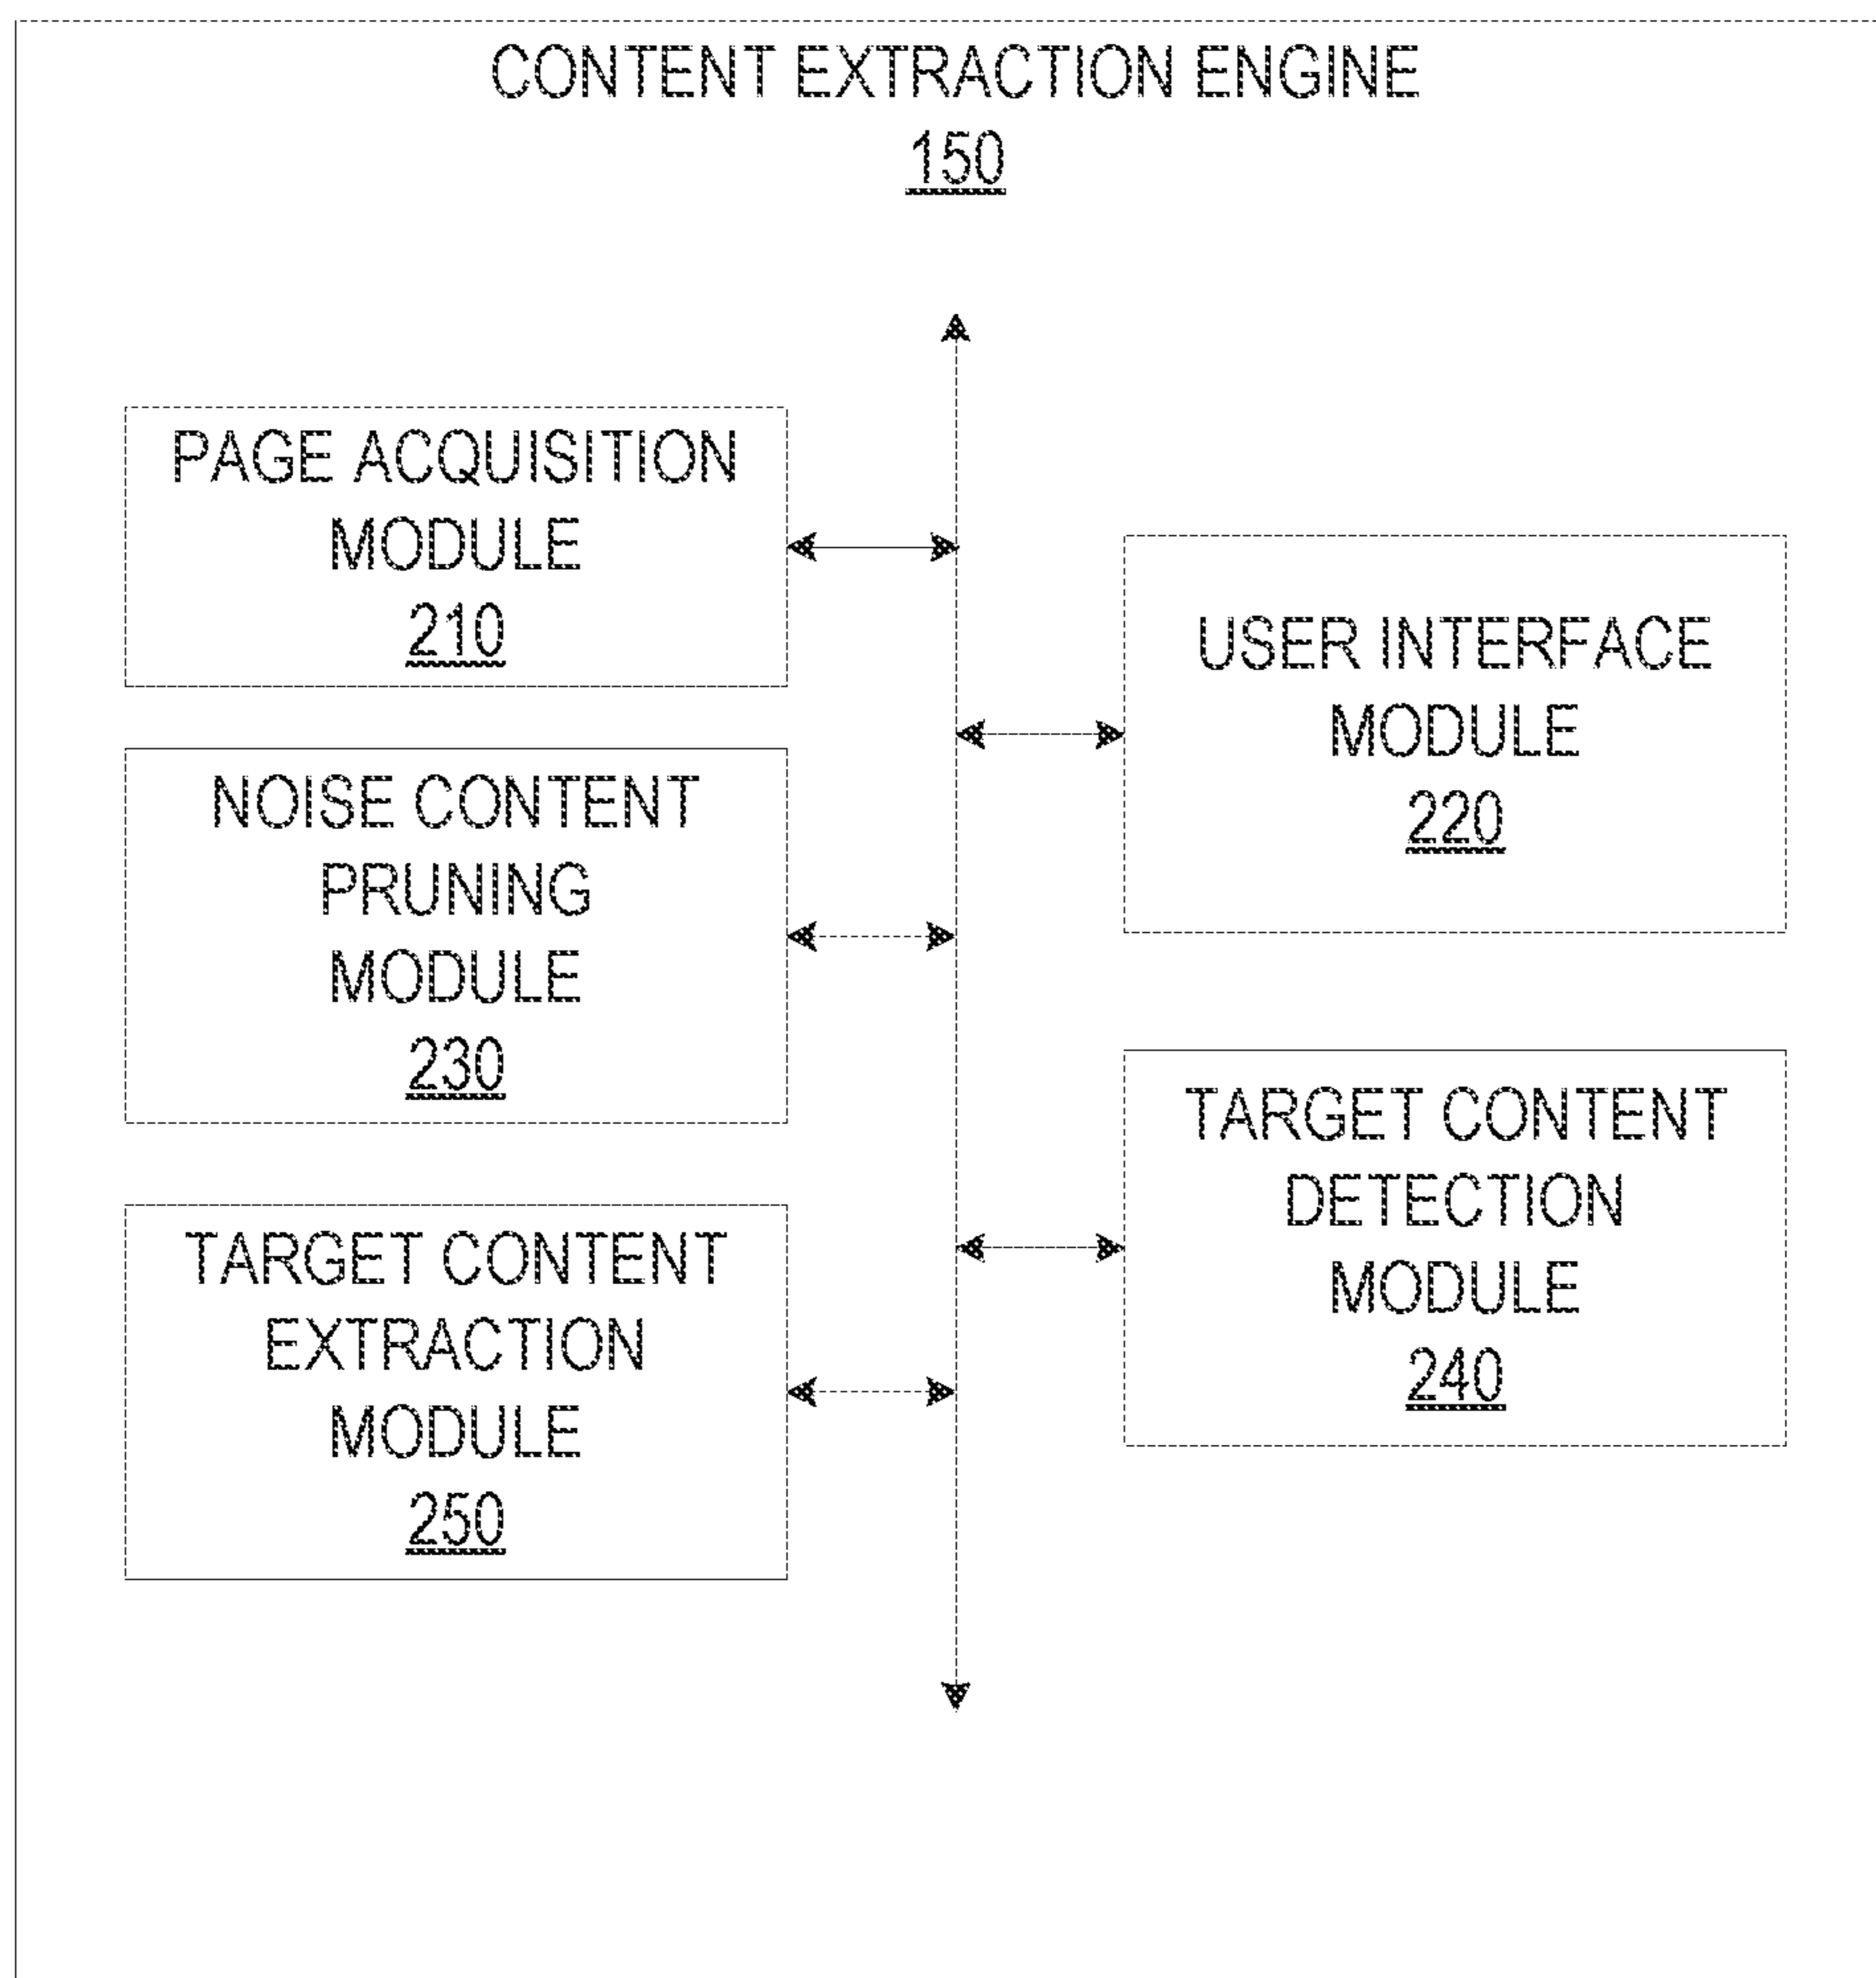 CONTENT EXTRACTION ENGINE
150
PAGE ACQUISITION
MODULE
210
USER INTERFACE
MODULE
220
NOISE CONTENT
PRUNING
MODULE
230
TARGET CONTENT
DETECTION
MODULE
240
TARGET CONTENT
EXTRACTION
MODULE
250